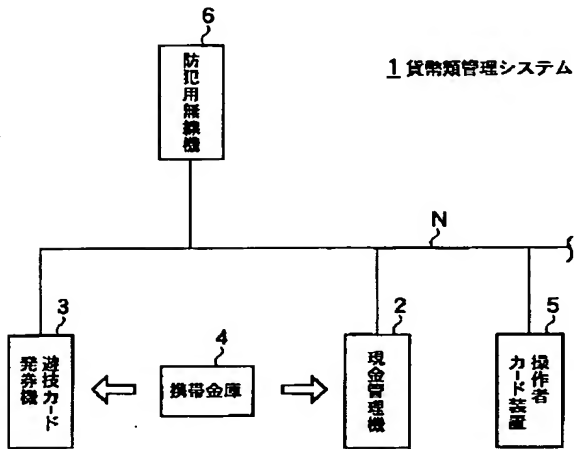 6
防犯用無線機
1 貨幣類管理システム
N
3
遊技カード
発券機
4
携帯金庫
2
現金管理機
5
操作者
カード装置